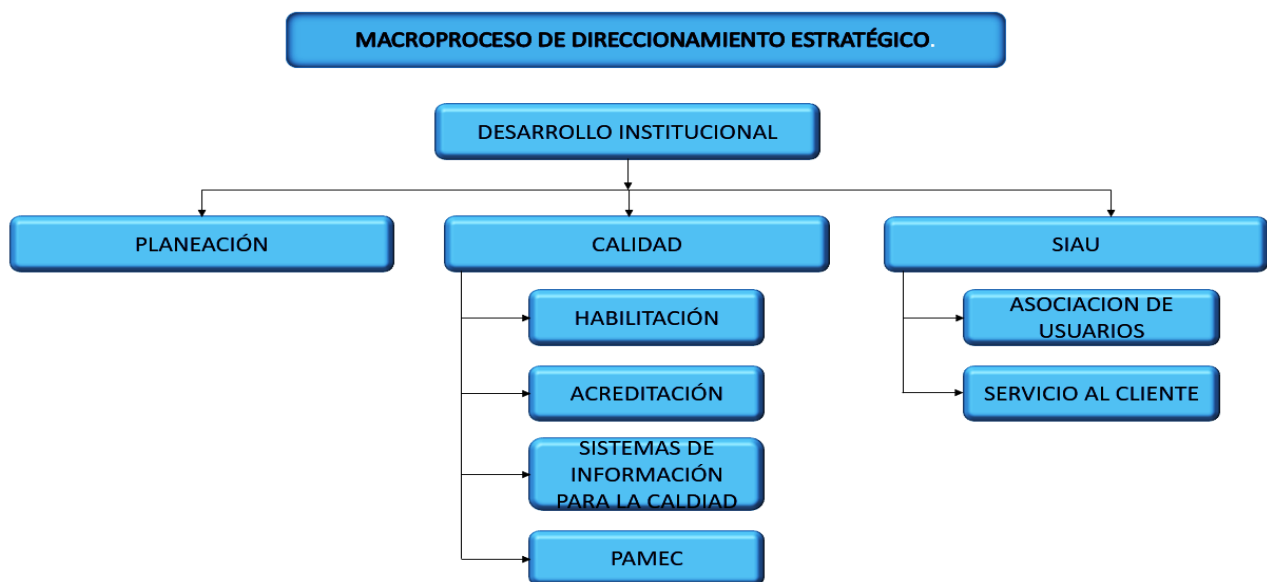 MACROPROCESO DE DIRECCIONAMIENTO ESTRATÉGICO.
DESARROLLO INSTITUCIONAL
PLANEACIÓN
CALIDAD
SIAU
HABILITACIÓN
ACREDITACIÓN
SISTEMAS DE
INFORMACIÓN
PARA LA CALDIAD
PAMEC
ASOCIACION DE
USUARIOS
SERVICIO AL CLIENTE